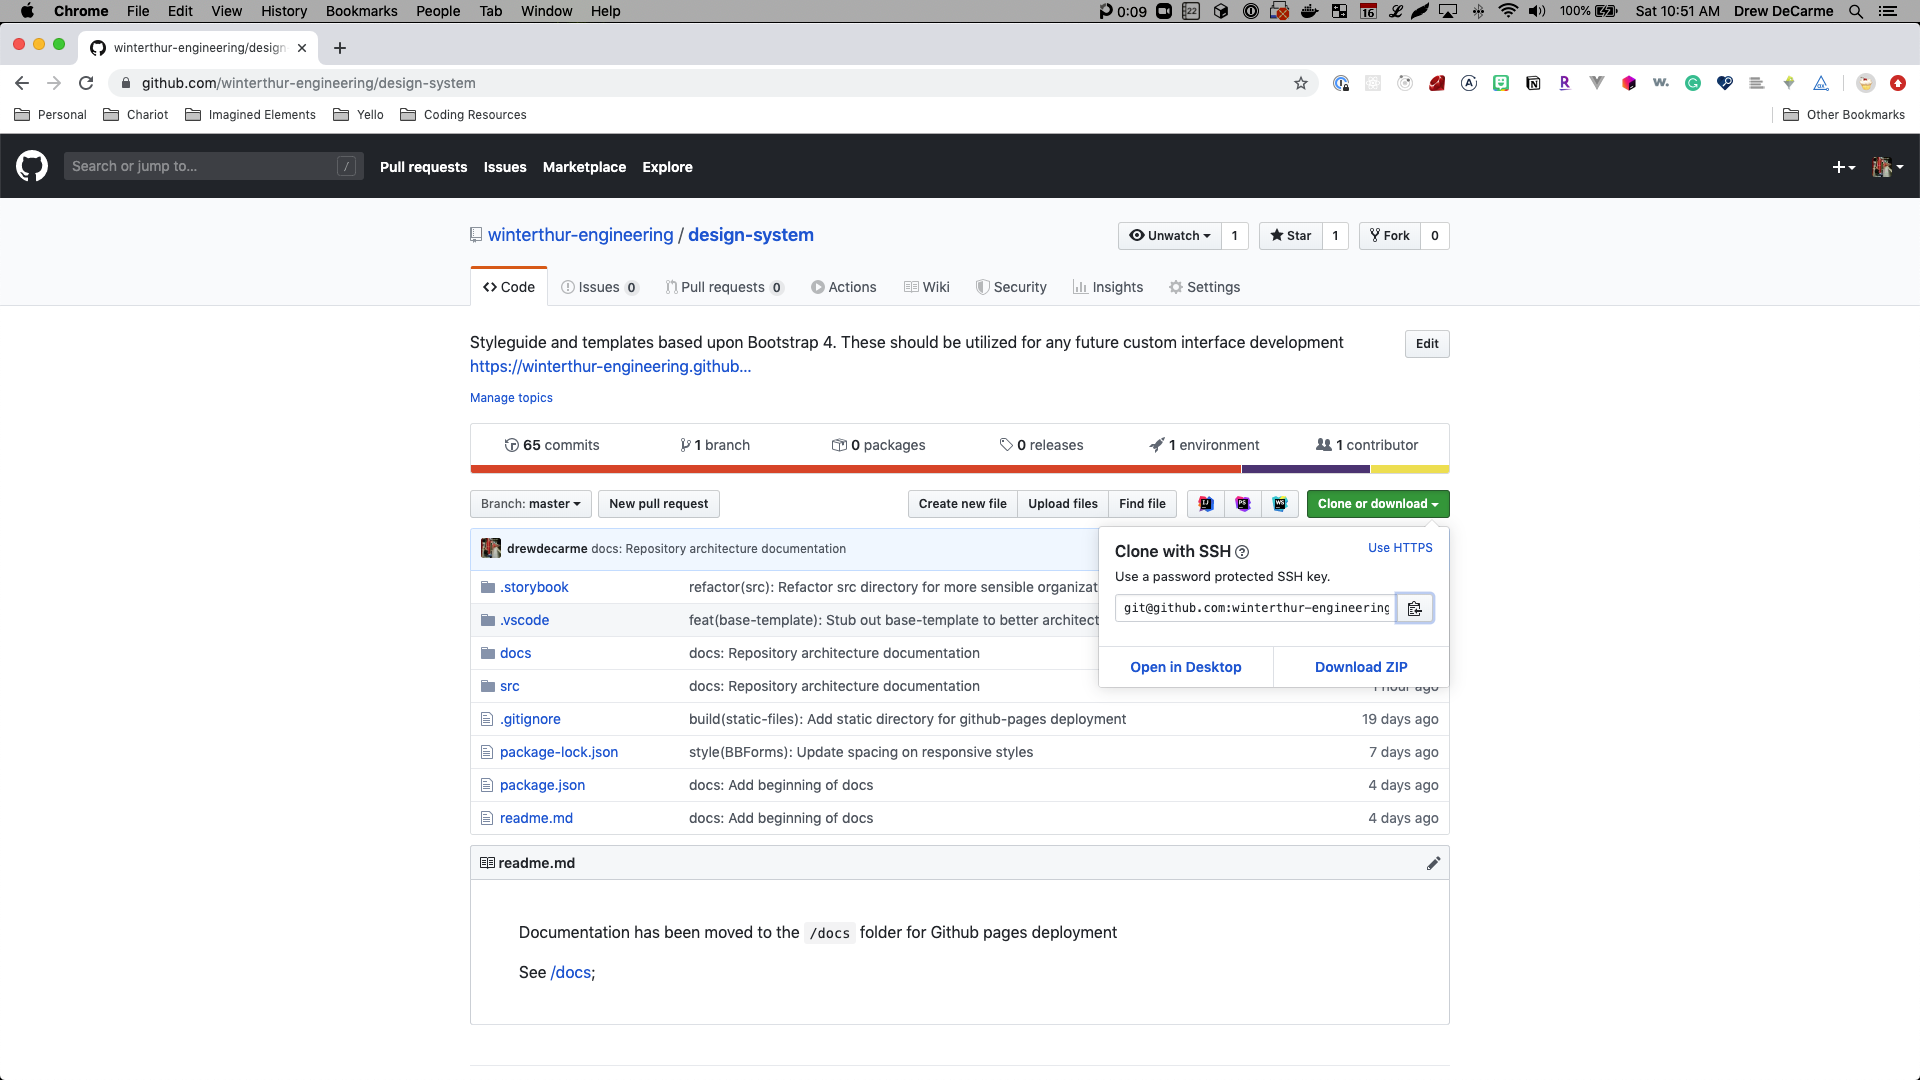 Chrome File Edit View History Bookmarks People Tab Window Help
0:09 22 16 100% Sat 10:51 AM Drew DeCarme
winterthur-engineering/design
github.com/winterthur-engineering/design-system
Personal Chariot Imagined Elements Yello Coding Resources Other Bookmarks
Search or jump to... / Pull requests Issues Marketplace Explore
winterthur-engineering / design-system
Unwatch 1 Star 1 Fork 0
Code Issues 0 Pull requests 0 Actions Wiki Security Insights Settings
Styleguide and templates based upon Bootstrap 4. These should be utilized for any future custom interface development
https://winterthur-engineering.github...
Edit
Manage topics
65 commits 1 branch 0 packages 0 releases 1 environment 1 contributor
Branch: master New pull request Create new file Upload files Find file Clone or download
drewdecarme docs: Repository architecture documentation
Clone with SSH Use HTTPS
Use a password protected SSH key.
git@github.com:winterthur-engineering
Open in Desktop Download ZIP
.storybook refactor(src): Refactor src directory for more sensible organizat
.vscode feat(base-template): Stub out base-template to better architect
docs docs: Repository architecture documentation
src docs: Repository architecture documentation 1 hour ago
.gitignore build(static-files): Add static directory for github-pages deployment 19 days ago
package-lock.json style(BBForms): Update spacing on responsive styles 7 days ago
package.json docs: Add beginning of docs 4 days ago
readme.md docs: Add beginning of docs 4 days ago
readme.md
Documentation has been moved to the /docs folder for Github pages deployment
See /docs;